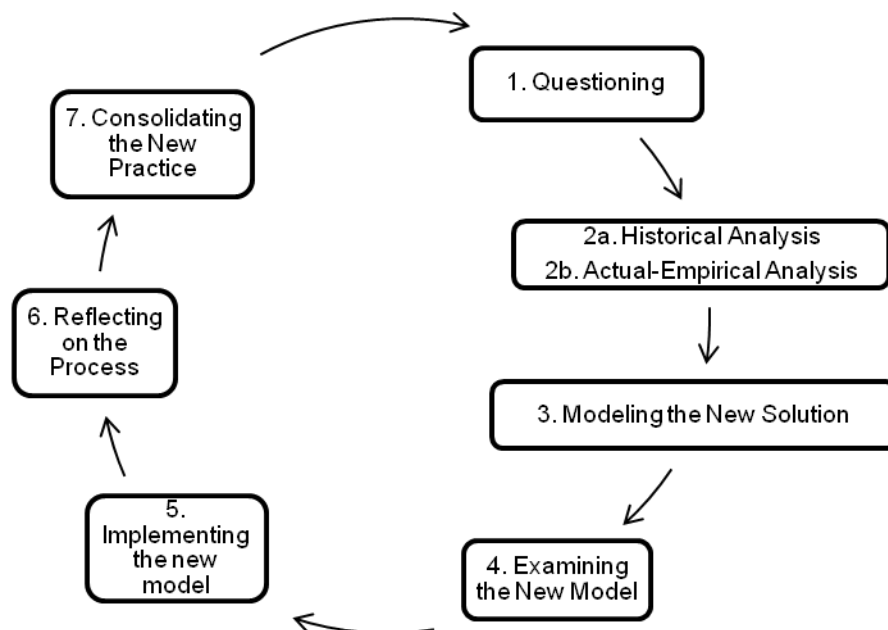 1. Questioning
2a. Historical Analysis
2b. Actual-Empirical Analysis
3. Modeling the New Solution
4. Examining
the New Model
5.
Implementing
the new
model
6. Reflecting
on the
Process
7. Consolidating
the New
Practice